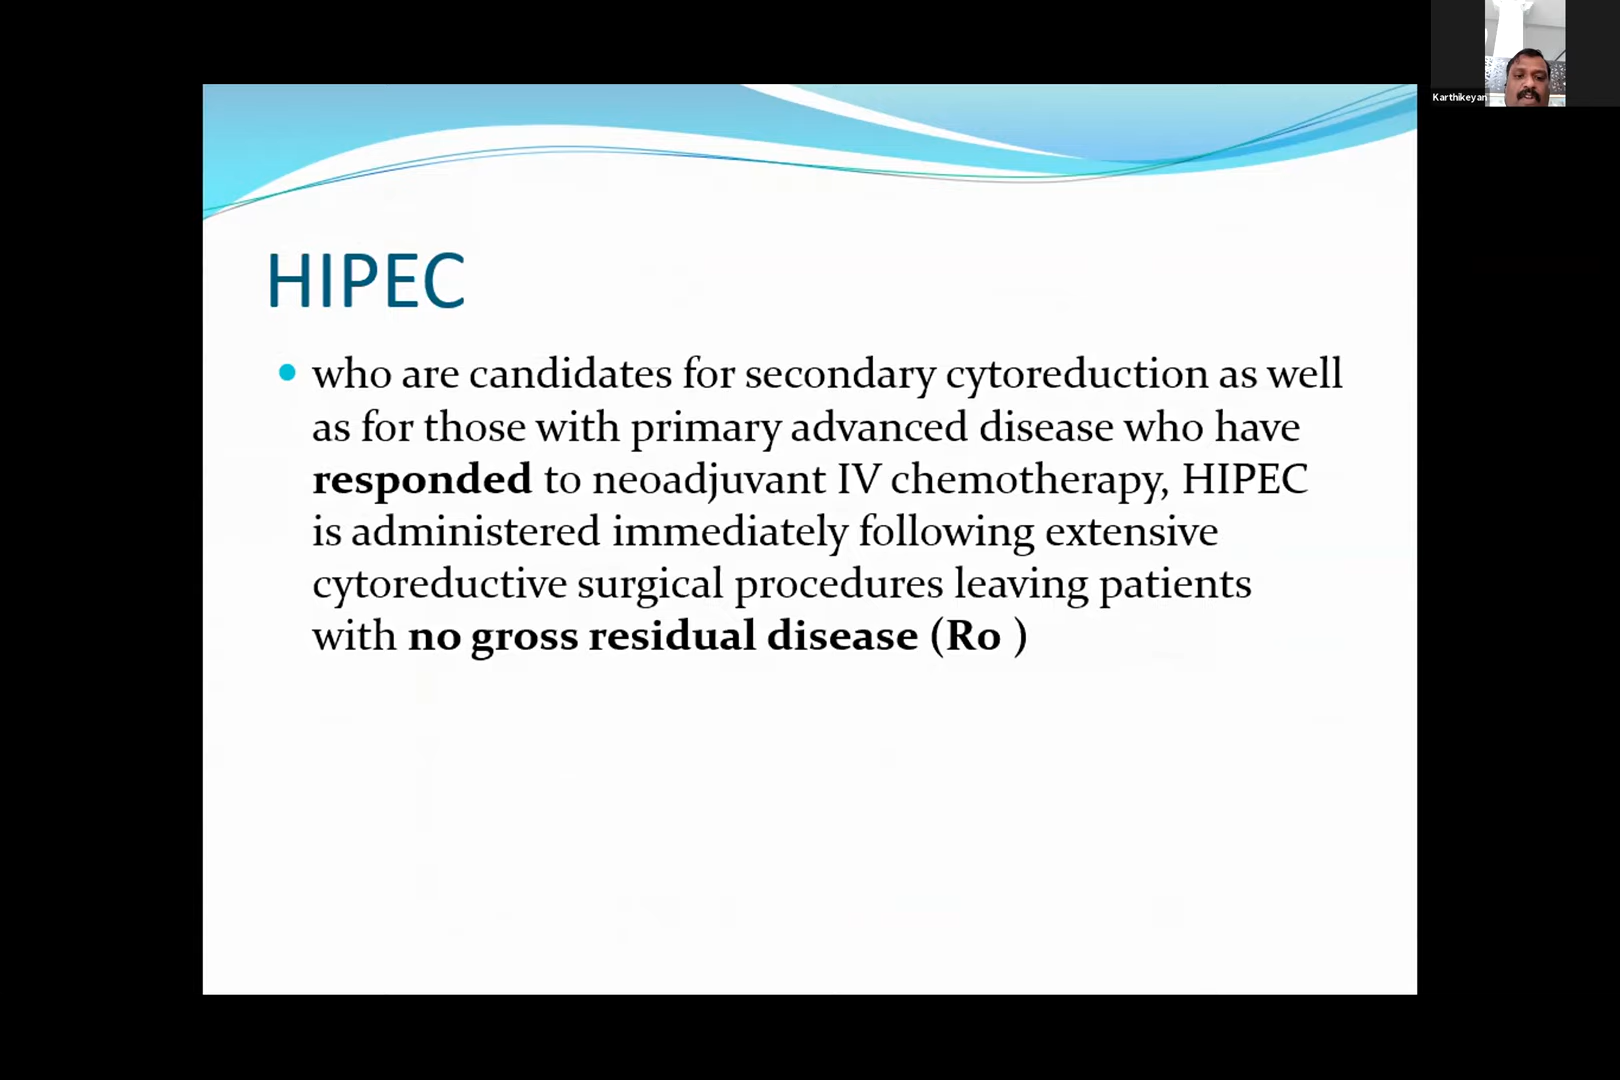 Karthikeyan
HIPEC
• who are candidates for secondary cytoreduction as well
as for those with primary advanced disease who have
responded to neoadjuvant IV chemotherapy, HIPEC
is administered immediately following extensive
cytoreductive surgical procedures leaving patients
with no gross residual disease (Ro )